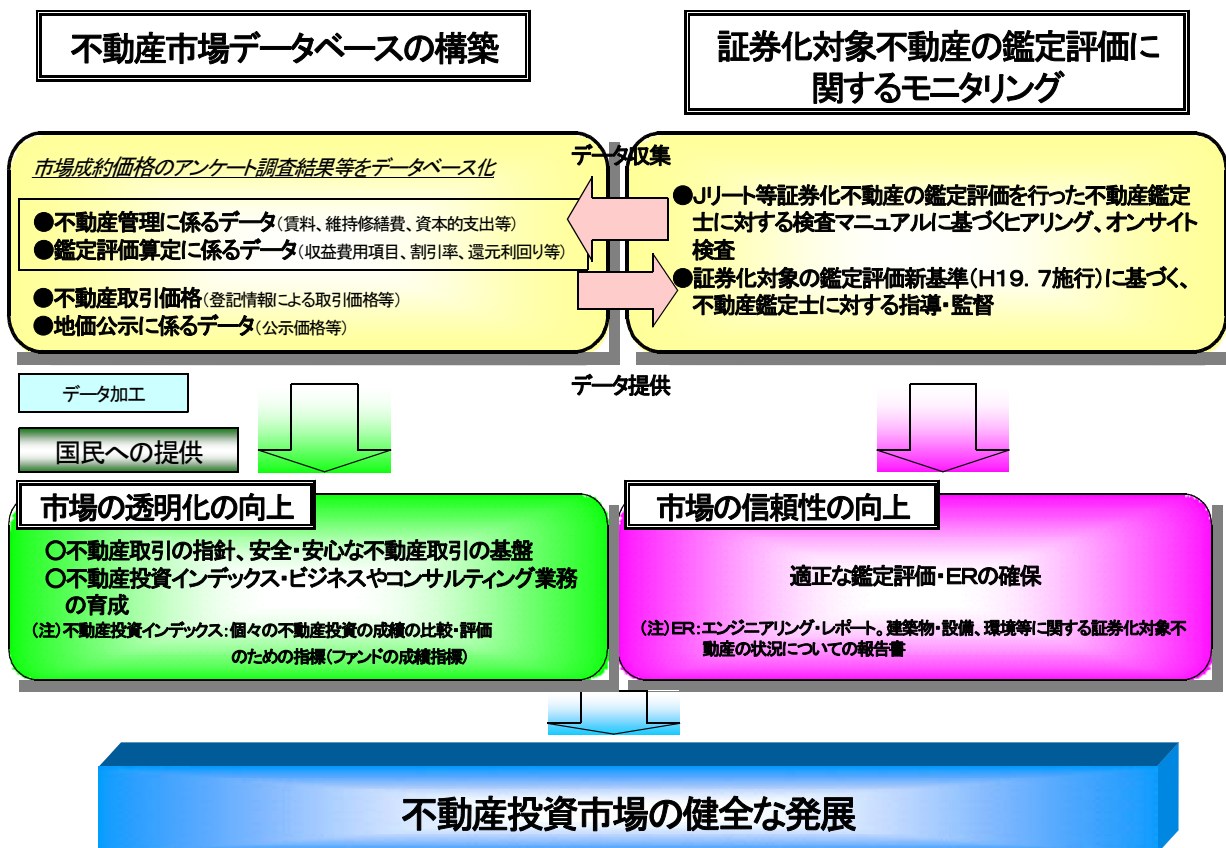 不動産市場データベースの構築
証券化対象不動産の鑑定評価に
関するモニタリング
市場成約価格のアンケート調査結果等をデータベース化
●不動産管理に係るデータ(賃料、維持修繕費、資本的支出等)
●鑑定評価算定に係るデータ(収益費用項目、割引率、還元利回り等)
●不動産取引価格(登記情報による取引価格等)
●地価公示に係るデータ(公示価格等)
データ収集
●Jリート等証券化不動産の鑑定評価を行った不動産鑑定
士に対する検査マニュアルに基づくヒアリング、オンサイト
検査
●証券化対象の鑑定評価新基準(H19.7施行)に基づく、
不動産鑑定士に対する指導・監督
データ提供
データ加工
国民への提供
市場の透明化の向上
○不動産取引の指針、安全・安心な不動産取引の基盤
○不動産投資インデックス・ビジネスやコンサルティング業務
の育成
(注)不動産投資インデックス:個々の不動産投資の成績の比較・評価
のための指標(ファンドの成績指標)
市場の信頼性の向上
適正な鑑定評価・ERの確保
(注)ER:エンジニアリング・レポート。建築物・設備、環境等に関する証券化対象不
動産の状況についての報告書
不動産投資市場の健全な発展